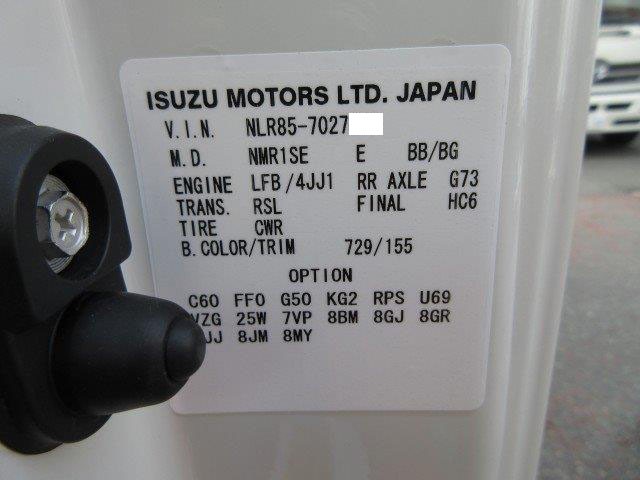 ISUZU MOTORS LTD. JAPAN
V.I.N. NLR85-7027
M.D. NMR1SE E BB/BG
ENGINE LFB/4JJ1 RR AXLE G73
TRANS. RSL FINAL HC6
TIRE CWR
B.COLOR/TRIM 729/155
OPTION
C60 FF0 G50 KG2 RPS U69
VZG 25W 7VP 8BM 8GJ 8GR
8JM 8MY